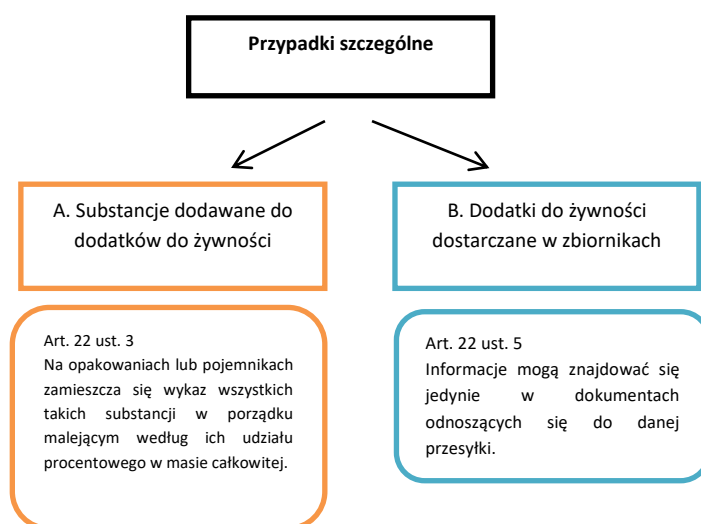 Przypadki szczególne
A. Substancje dodawane do
dodatków do żywności
B. Dodatki do żywności
dostarczane w zbiornikach
Art. 22 ust. 3
Na opakowaniach lub pojemnikach
zamieszcza się wykaz wszystkich
takich substancji w porządku
malejącym według ich udziału
procentowego w masie całkowitej.
Art. 22 ust. 5
Informacje mogą znajdować się
jedynie w dokumentach
odnoszących się do danej
przesyłki.